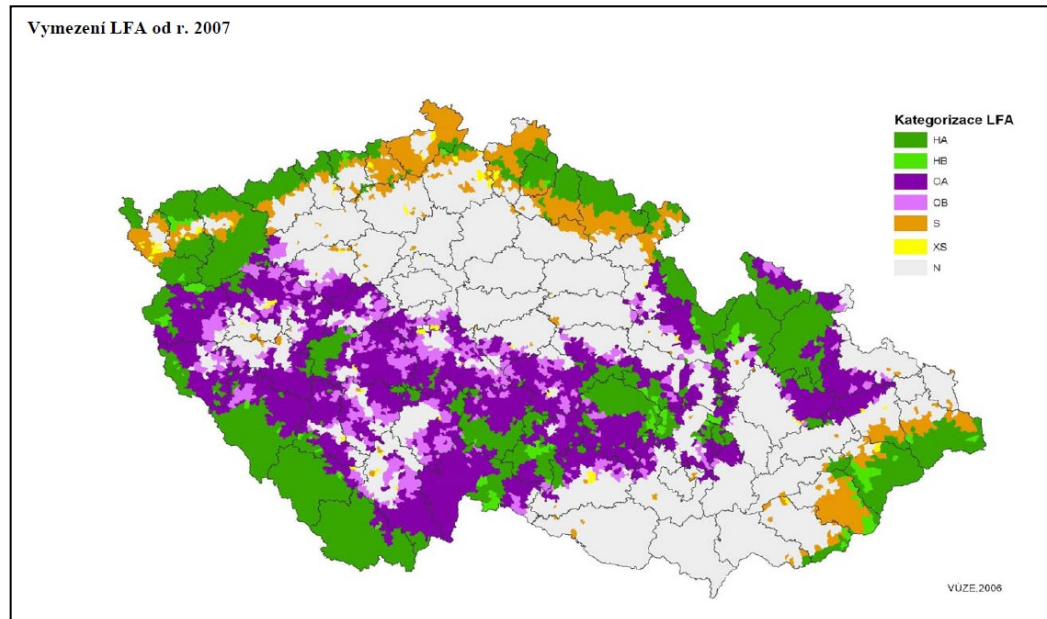 Vymezení LFA od r. 2007
Kategorizace LFA
HA
HB
OA
OB
S
XS
N
VÚZE,2006